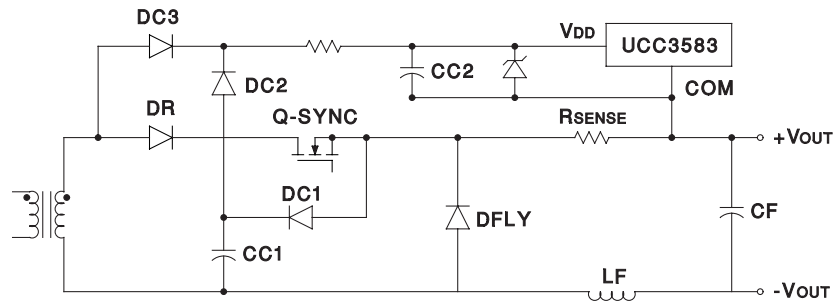 DC3
VDD
UCC3583
DC2
CC2
COM
DR
Q-SYNC
RSENSE
+VOUT
DC1
DFLY
CF
CC1
LF
-VOUT